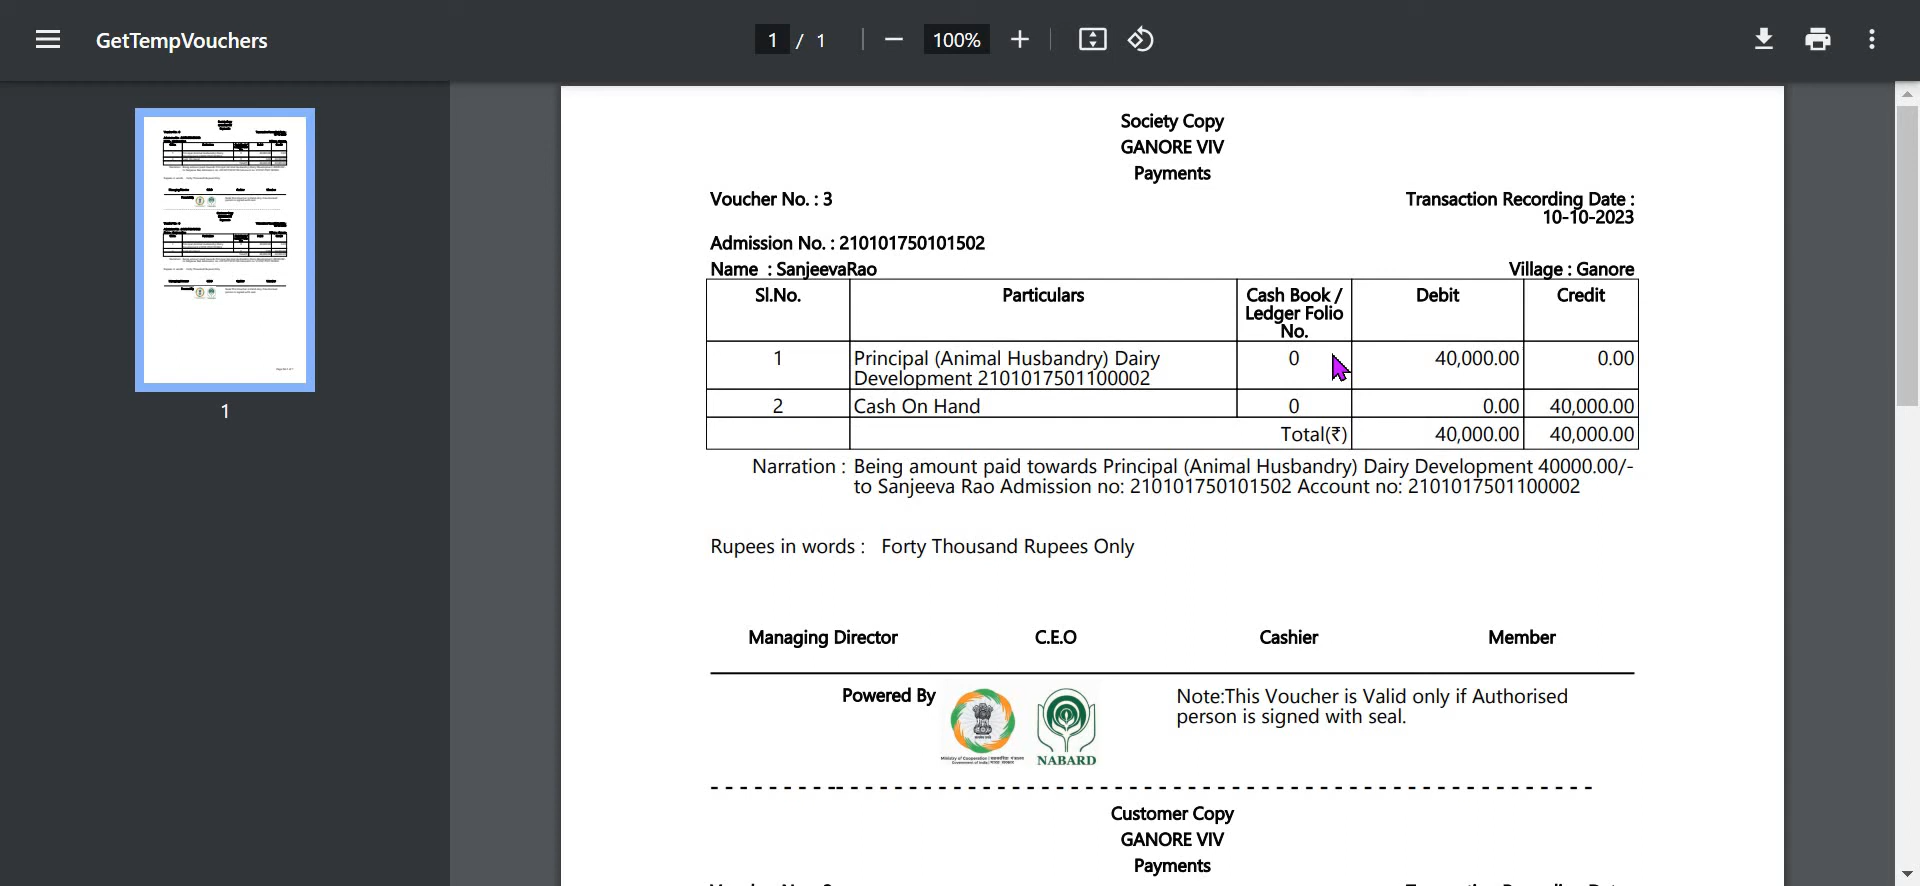 GetTempVouchers
1 / 1
100%
1
Society Copy
GANORE VIV
Payments
Voucher No. : 3
Transaction Recording Date :
10-10-2023
Admission No. : 210101750101502
Name : SanjeevaRao
Village : Ganore
Sl.No. Particulars Cash Book / Ledger Folio No. Debit Credit
1 Principal (Animal Husbandry) Dairy Development 2101017501100002 0 40,000.00 0.00
2 Cash On Hand 0 0.00 40,000.00
Total(₹) 40,000.00 40,000.00
Narration : Being amount paid towards Principal (Animal Husbandry) Dairy Development 40000.00/-
to Sanjeeva Rao Admission no: 210101750101502 Account no: 2101017501100002
Rupees in words : Forty Thousand Rupees Only
Managing Director C.E.O Cashier Member
Powered By
NABARD
Note:This Voucher is Valid only if Authorised
person is signed with seal.
Customer Copy
GANORE VIV
Payments